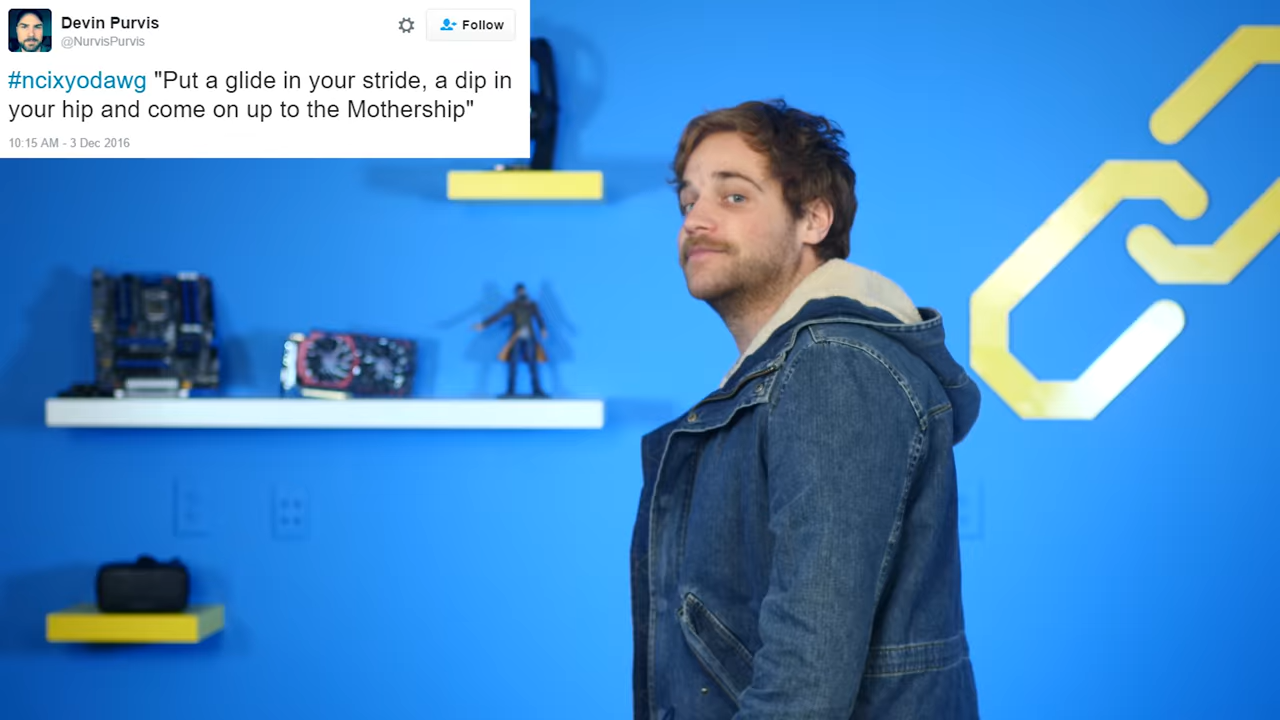 Devin Purvis
@NurvisPurvis
Follow
#ncixyodawg "Put a glide in your stride, a dip in
your hip and come on up to the Mothership"
10:15 AM - 3 Dec 2016